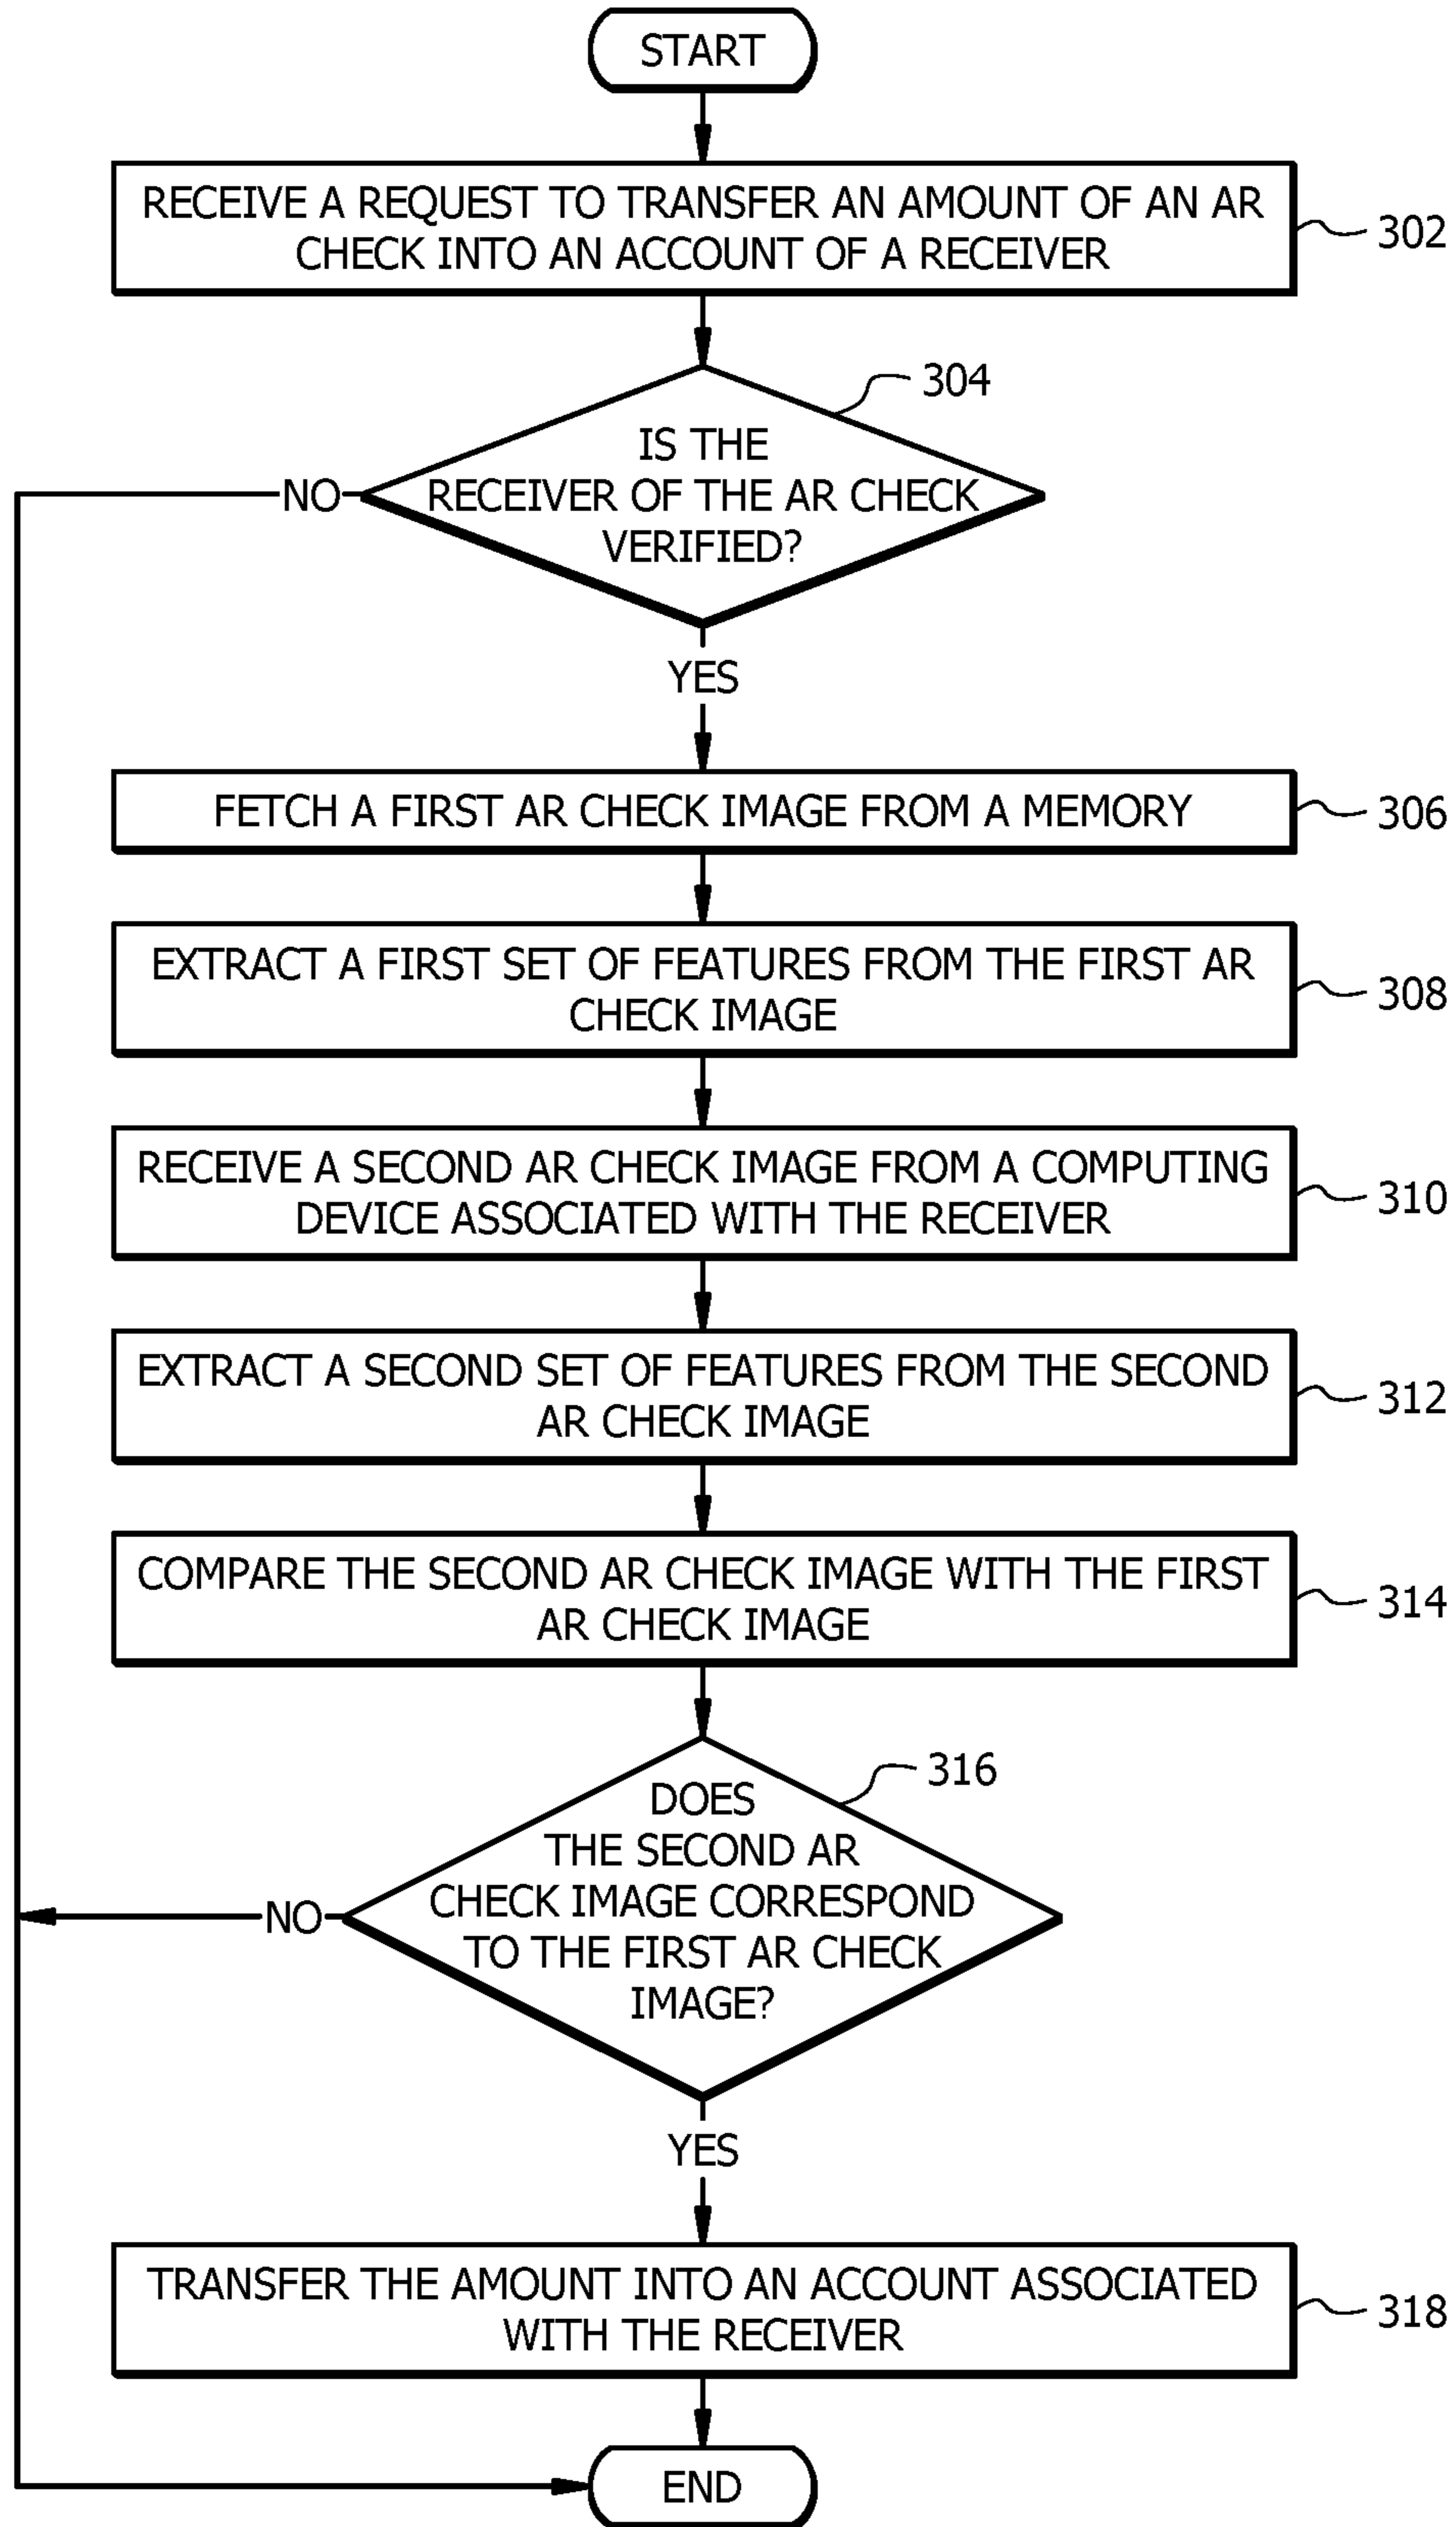 START
RECEIVE A REQUEST TO TRANSFER AN AMOUNT OF AN AR
CHECK INTO AN ACCOUNT OF A RECEIVER
302
304
IS THE
RECEIVER OF THE AR CHECK
VERIFIED?
NO
YES
FETCH A FIRST AR CHECK IMAGE FROM A MEMORY
306
EXTRACT A FIRST SET OF FEATURES FROM THE FIRST AR
CHECK IMAGE
308
RECEIVE A SECOND AR CHECK IMAGE FROM A COMPUTING
DEVICE ASSOCIATED WITH THE RECEIVER
310
EXTRACT A SECOND SET OF FEATURES FROM THE SECOND
AR CHECK IMAGE
312
COMPARE THE SECOND AR CHECK IMAGE WITH THE FIRST
AR CHECK IMAGE
314
316
DOES
THE SECOND AR
CHECK IMAGE CORRESPOND
TO THE FIRST AR CHECK
IMAGE?
NO
YES
TRANSFER THE AMOUNT INTO AN ACCOUNT ASSOCIATED
WITH THE RECEIVER
318
END